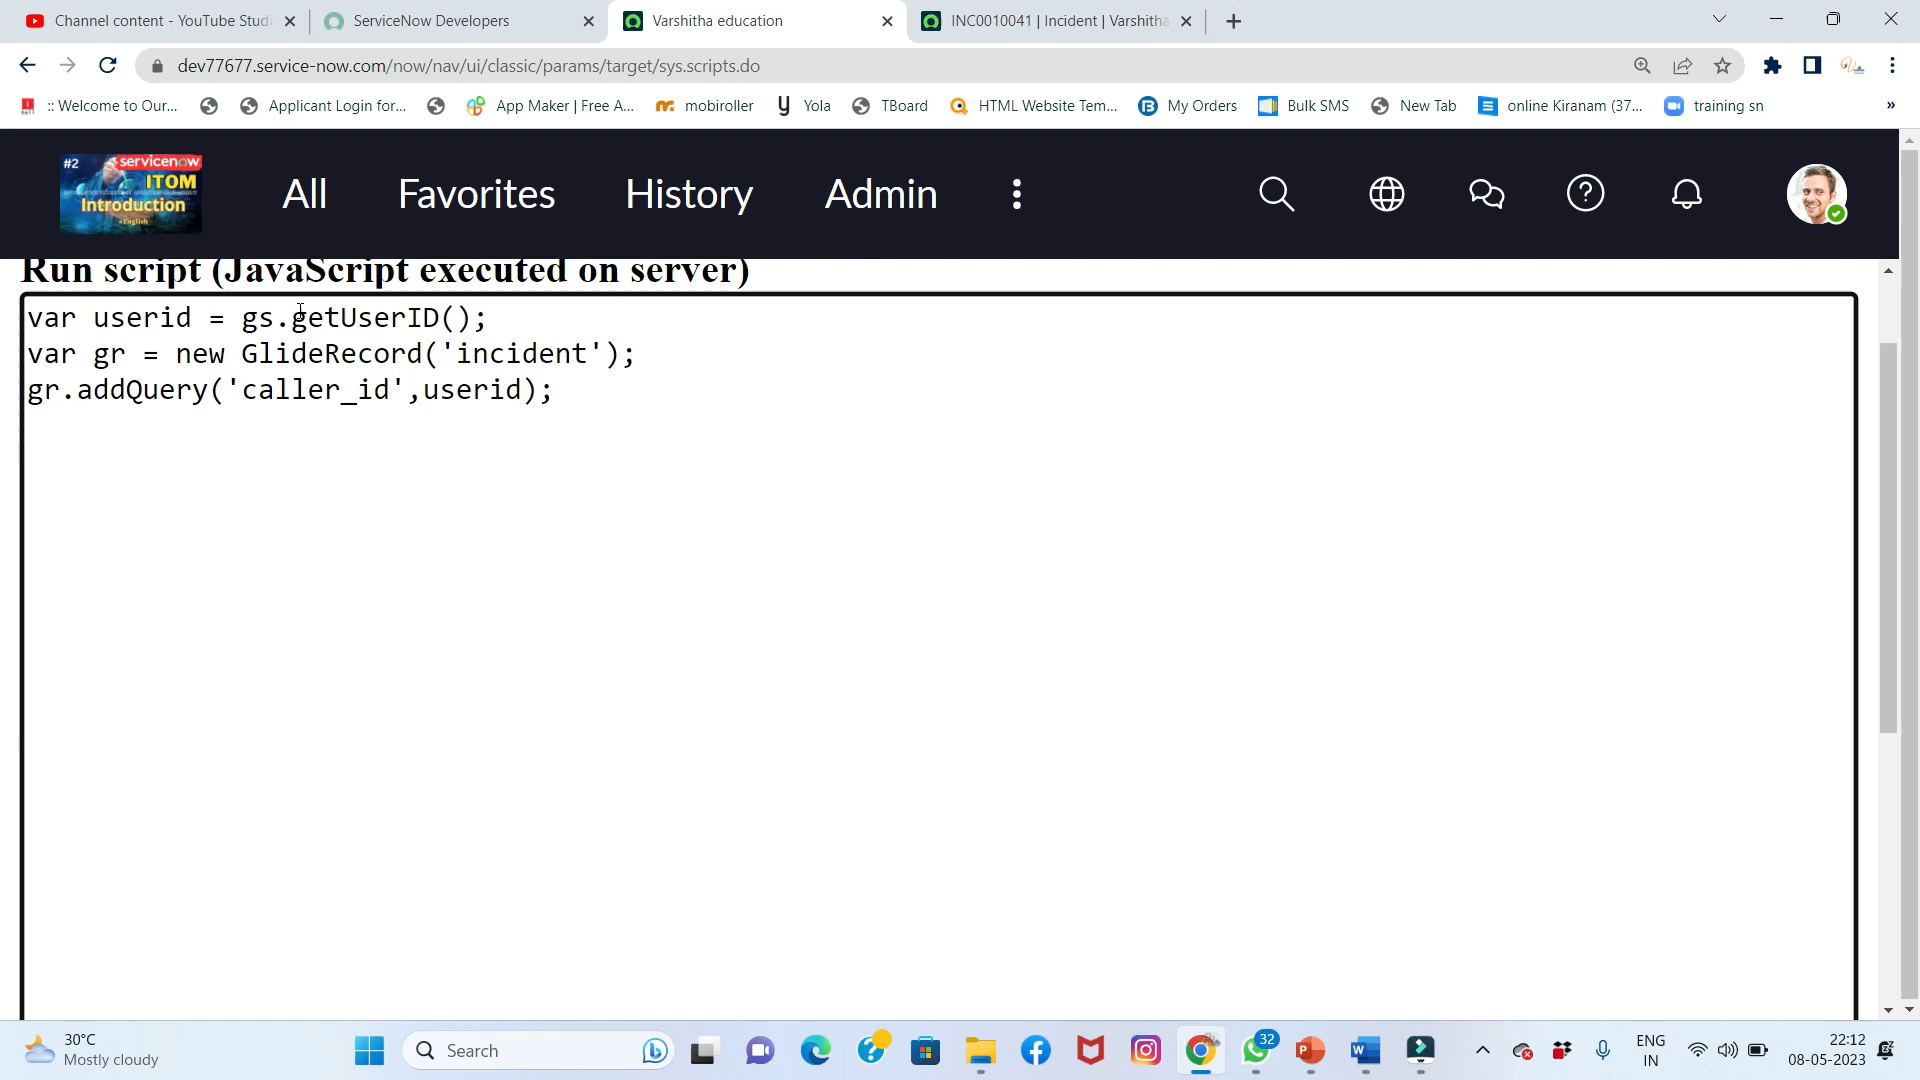 Channel content - YouTube Studi
ServiceNow Developers
Varshitha education
INC0010041 | Incident | Varshitha
dev77677.service-now.com/now/nav/ui/classic/params/target/sys.scripts.do
:: Welcome to Our...
Applicant Login for...
App Maker | Free A...
mobiroller
Yola
TBoard
HTML Website Tem...
My Orders
Bulk SMS
New Tab
online Kiranam (37...
training sn
»
#2
servicenow
ITOM
Introduction
#English
All
Favorites
History
Admin
Run script (JavaScript executed on server)
var userid = gs.getUserID();
var gr = new GlideRecord('incident');
gr.addQuery('caller_id',userid);
30°C
Mostly cloudy
Search
32
ENG
IN
22:12
08-05-2023